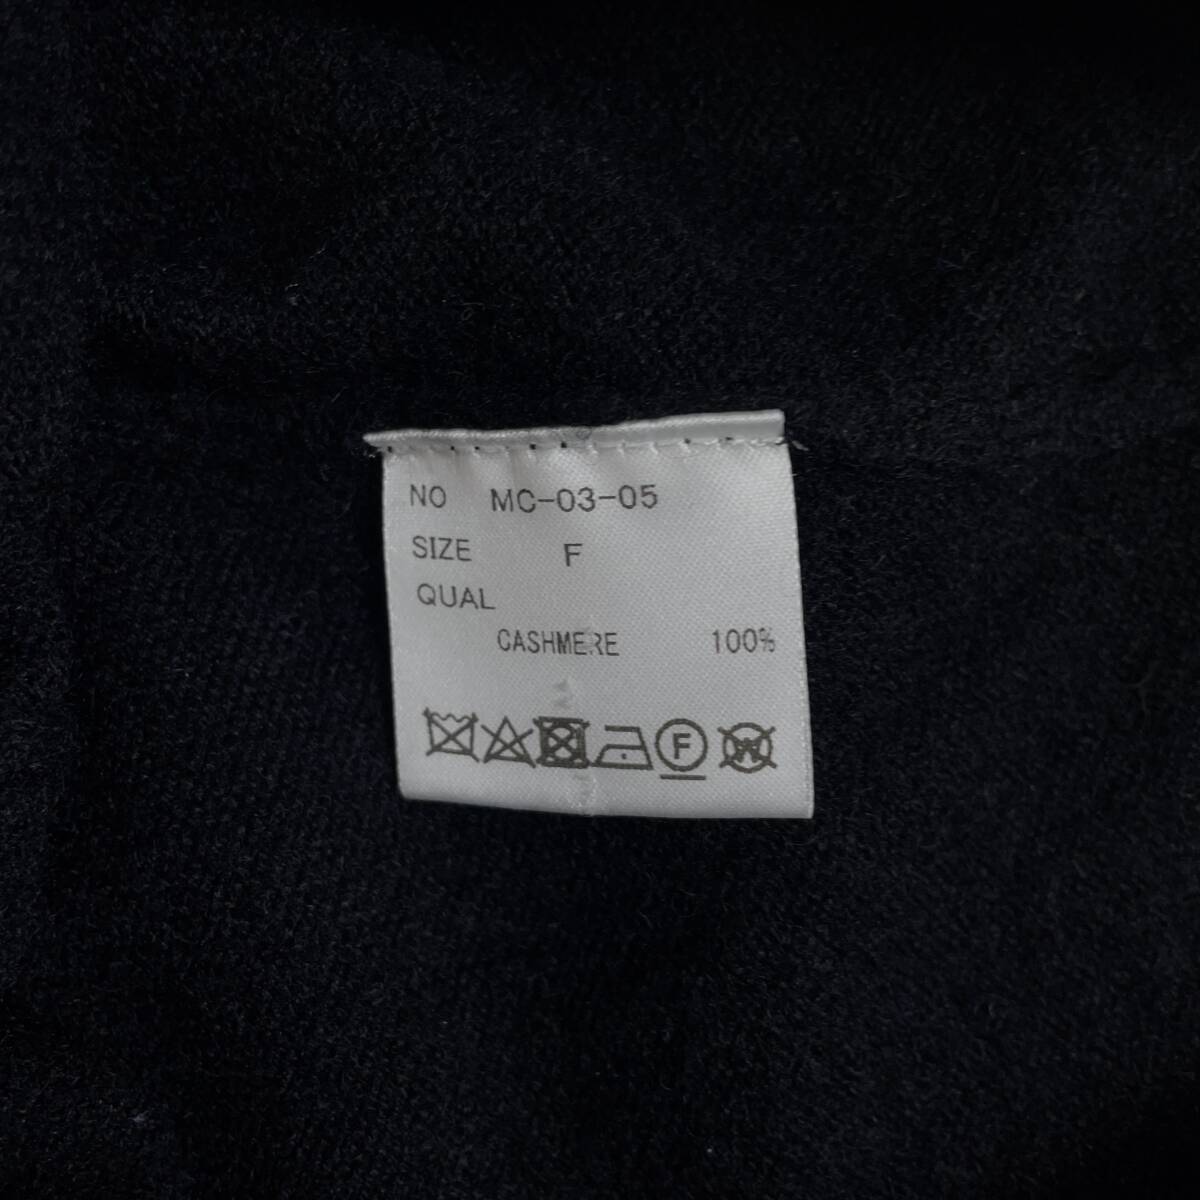 NO MC-03-05
SIZE F
QUAL
CASHMERE 100%
F W